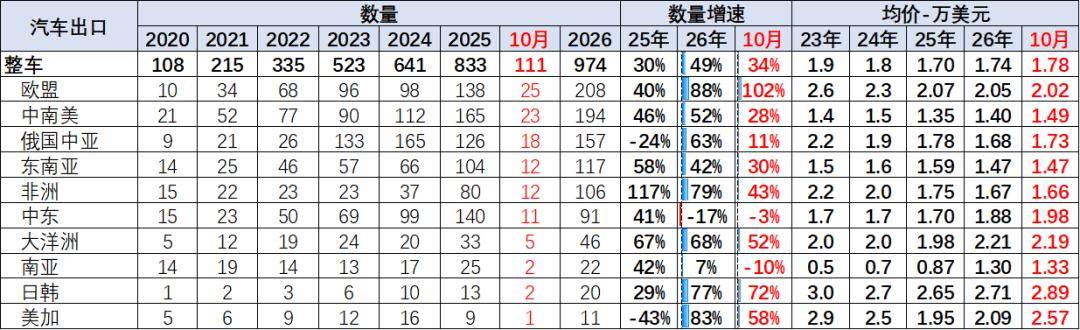 汽车出口 数量 数量增速 均价-万美元
2020 2021 2022 2023 2024 2025 10月 2026 25年 26年 10月 23年 24年 25年 26年 10月
整车 108 215 335 523 641 833 111 974 30% 49% 34% 1.9 1.8 1.70 1.74 1.78
欧盟 10 34 68 96 98 138 25 208 40% 88% 102% 2.6 2.3 2.07 2.05 2.02
中南美 21 52 77 90 112 165 23 194 46% 52% 28% 1.4 1.5 1.35 1.40 1.49
俄国中亚 9 21 26 133 165 126 18 157 -24% 63% 11% 2.2 1.9 1.78 1.68 1.73
东南亚 14 25 46 57 66 104 12 117 58% 42% 30% 1.5 1.6 1.59 1.47 1.47
非洲 15 22 23 23 37 80 12 106 117% 79% 43% 2.2 2.0 1.75 1.67 1.66
中东 15 23 50 69 99 140 11 91 41% -17% -3% 1.7 1.7 1.70 1.88 1.98
大洋洲 5 12 19 24 20 33 5 46 67% 68% 52% 2.0 2.0 1.98 2.21 2.19
南亚 14 19 14 13 17 25 2 22 42% 7% -10% 0.5 0.7 0.87 1.30 1.33
日韩 1 2 3 6 10 13 2 20 29% 77% 72% 3.0 2.7 2.65 2.71 2.89
美加 5 6 9 12 16 9 1 11 -43% 83% 58% 2.9 2.5 1.95 2.09 2.57